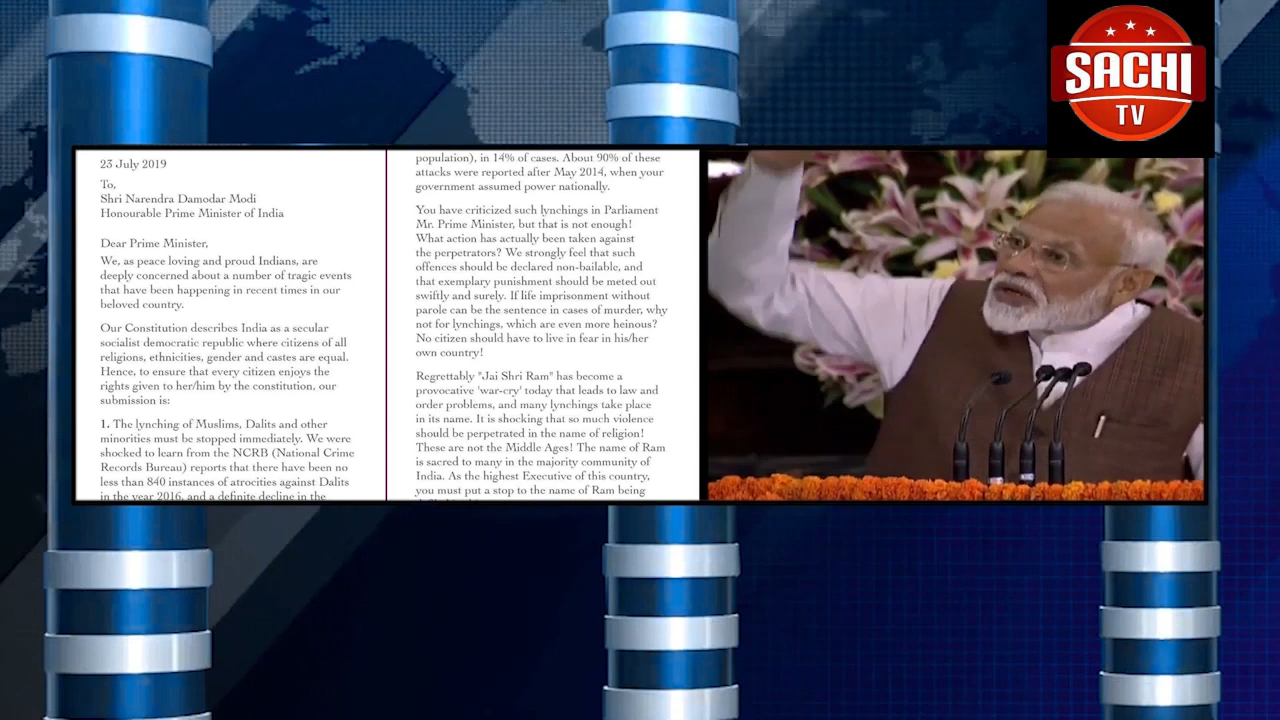 SACHI
TV
23 July 2019
To,
Shri Narendra Damodar Modi
Honourable Prime Minister of India
Dear Prime Minister,
We, as peace loving and proud Indians, are
deeply concerned about a number of tragic events
that have been happening in recent times in our
beloved country.
Our Constitution describes India as a secular
socialist democratic republic where citizens of all
religions, ethnicities, gender and castes are equal.
Hence, to ensure that every citizen enjoys the
rights given to her/him by the constitution, our
submission is:
1. The lynching of Muslims, Dalits and other
minorities must be stopped immediately. We were
shocked to learn from the NCRB (National Crime
Records Bureau) reports that there have been no
less than 840 instances of atrocities against Dalits
in the year 2016, and a definite decline in the
population), in 14% of cases. About 90% of these
attacks were reported after May 2014, when your
government assumed power nationally.
You have criticized such lynchings in Parliament
Mr. Prime Minister, but that is not enough!
What action has actually been taken against
the perpetrators? We strongly feel that such
offences should be declared non-bailable, and
that exemplary punishment should be meted out
swiftly and surely. If life imprisonment without
parole can be the sentence in cases of murder, why
not for lynchings, which are even more heinous?
No citizen should have to live in fear in his/her
own country!
Regrettably "Jai Shri Ram" has become a
provocative 'war-cry' today that leads to law and
order problems, and many lynchings take place
in its name. It is shocking that so much violence
should be perpetrated in the name of religion!
These are not the Middle Ages! The name of Ram
is sacred to many in the majority community of
India. As the highest Executive of this country,
you must put a stop to the name of Ram being